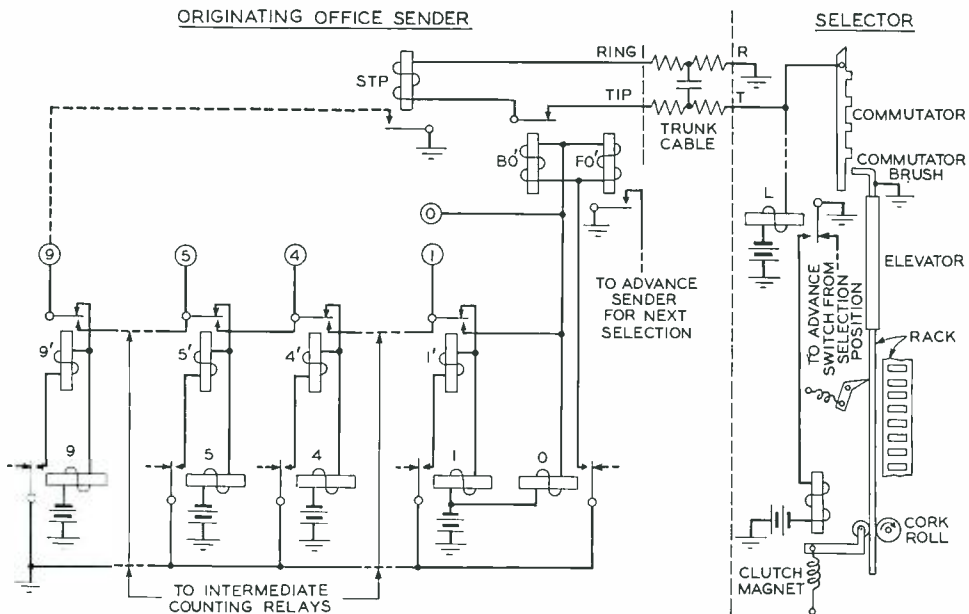 ORIGINATING OFFICE SENDER
SELECTOR
STP
RING
R
TIP
T
TRUNK
CABLE
COMMUTATOR
BO'
FO'
COMMUTATOR
BRUSH
L
0
9
5
4
1
ELEVATOR
TO ADVANCE
SENDER
FOR NEXT
SELECTION
TO ADVANCE
SWITCH FROM
SELECTION
POSITION
RACK
9'
5'
4'
1'
9
5
4
1
0
CORK
ROLL
CLUTCH
MAGNET
TO INTERMEDIATE
COUNTING RELAYS